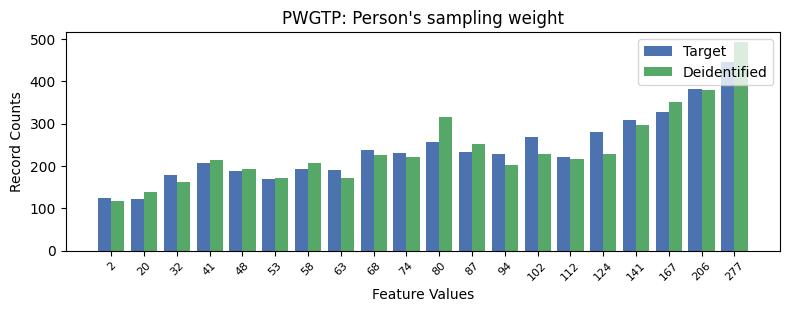 PWGTP: Person's sampling weight
Record Counts
500
400
300
200
100
0
Target
Deidentified
2 20 32 41 48 53 58 63 68 74 80 87 94 102 112 124 141 167 206 277
Feature Values